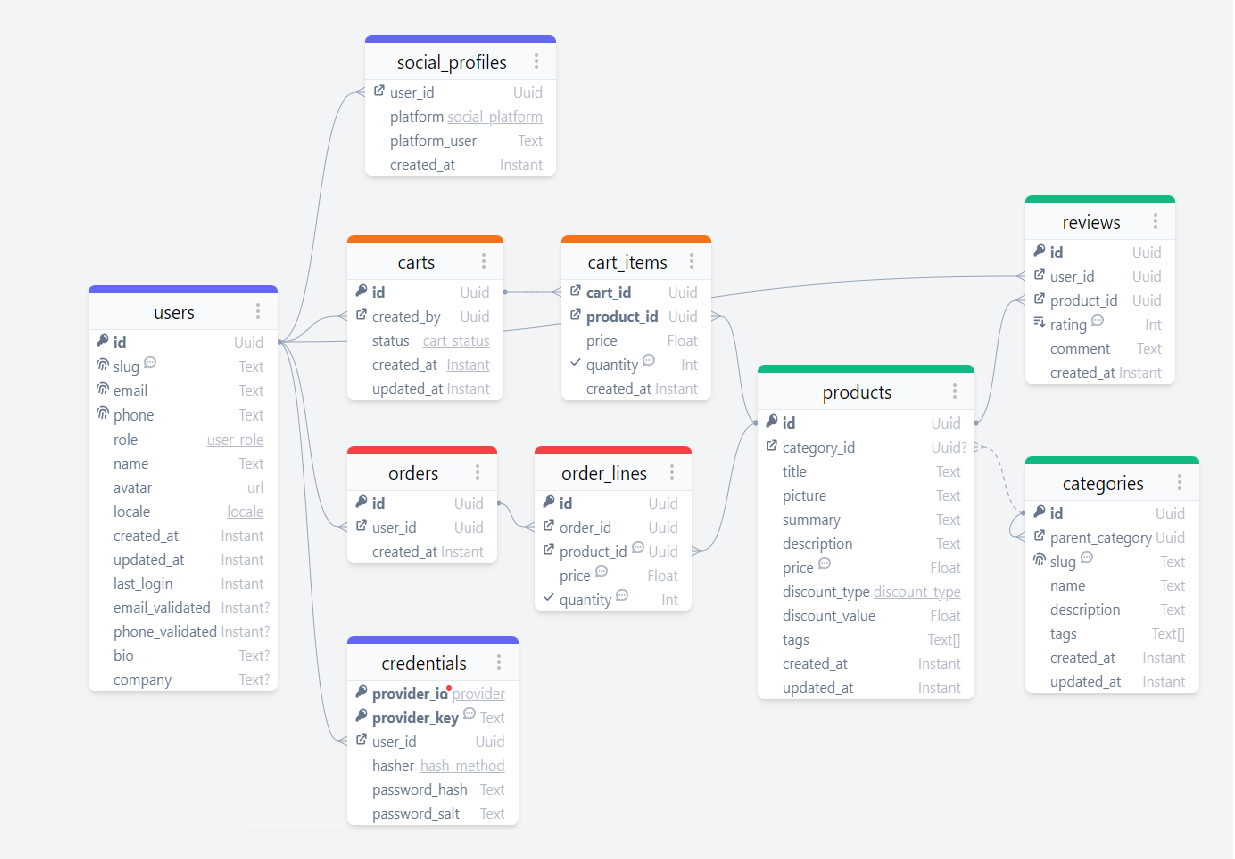 social_profiles
user_id Uuid
platform social_platform
platform_user Text
created_at Instant
carts
id Uuid
created_by Uuid
status cart_status
created_at Instant
updated_at Instant
cart_items
cart_id Uuid
product_id Uuid
price Float
quantity Int
created_at Instant
reviews
id Uuid
user_id Uuid
product_id Uuid
rating Int
comment Text
created_at Instant
users
id Uuid
slug Text
email Text
phone Text
role user_role
name Text
avatar url
locale locale
created_at Instant
updated_at Instant
last_login Instant
email_validated Instant?
phone_validated Instant?
bio Text?
company Text?
orders
id Uuid
user_id Uuid
created_at Instant
order_lines
id Uuid
order_id Uuid
product_id Uuid
price Float
quantity Int
products
id Uuid
category_id Uuid?
title Text
picture Text
summary Text
description Text
price Float
discount_type discount_type
discount_value Float
tags Text[]
created_at Instant
updated_at Instant
categories
id Uuid
parent_category Uuid
slug Text
name Text
description Text
tags Text[]
created_at Instant
updated_at Instant
credentials
provider_id provider
provider_key Text
user_id Uuid
hasher hash_method
password_hash Text
password_salt Text